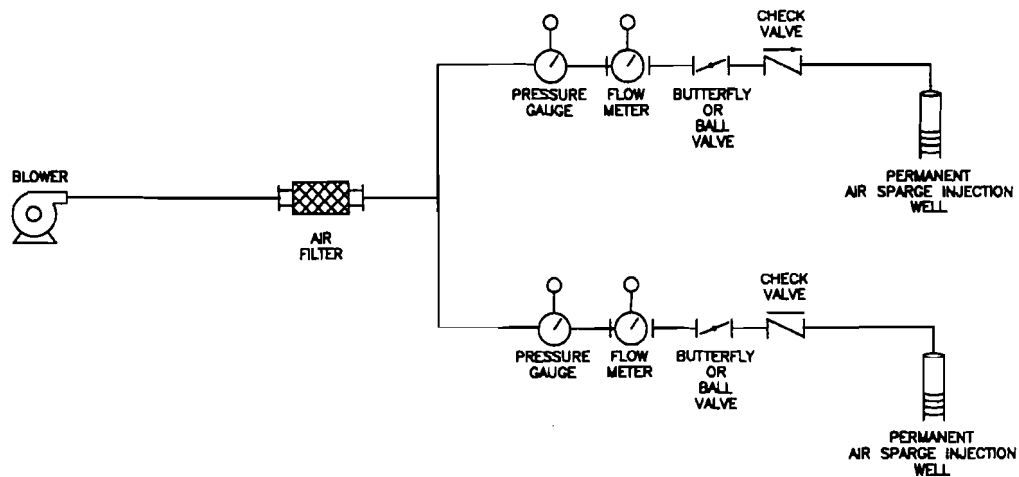 BLOWER
AIR
FILTER
PRESSURE
GAUGE
FLOW
METER
BUTTERFLY
OR
BALL
VALVE
CHECK
VALVE
PERMANENT
AIR SPARGE INJECTION
WELL
PRESSURE
GAUGE
FLOW
METER
BUTTERFLY
OR
BALL
VALVE
CHECK
VALVE
PERMANENT
AIR SPARGE INJECTION
WELL